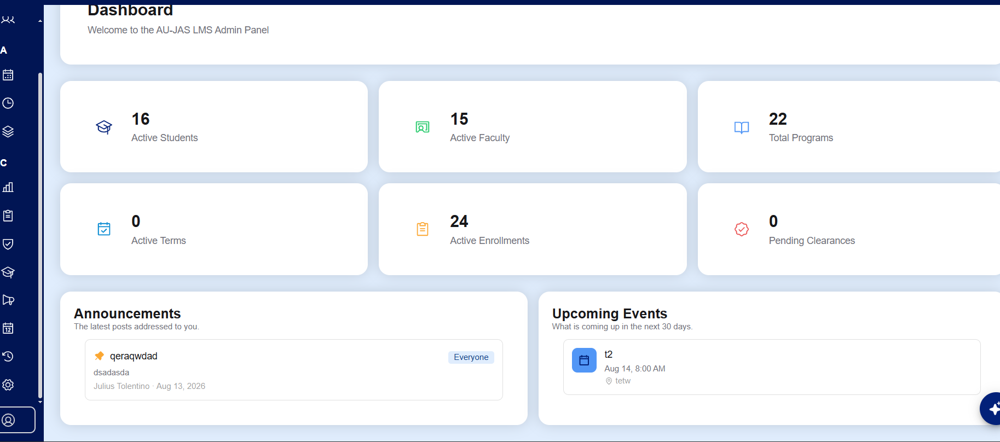 Dashboard
Welcome to the AU-JAS LMS Admin Panel
A
C
12
16
Active Students
15
Active Faculty
22
Total Programs
0
Active Terms
24
Active Enrollments
0
Pending Clearances
Announcements
The latest posts addressed to you.
qeraqwdad
Everyone
dsadasda
Julius Tolentino · Aug 13, 2026
Upcoming Events
What is coming up in the next 30 days.
t2
Aug 14, 8:00 AM
tetw